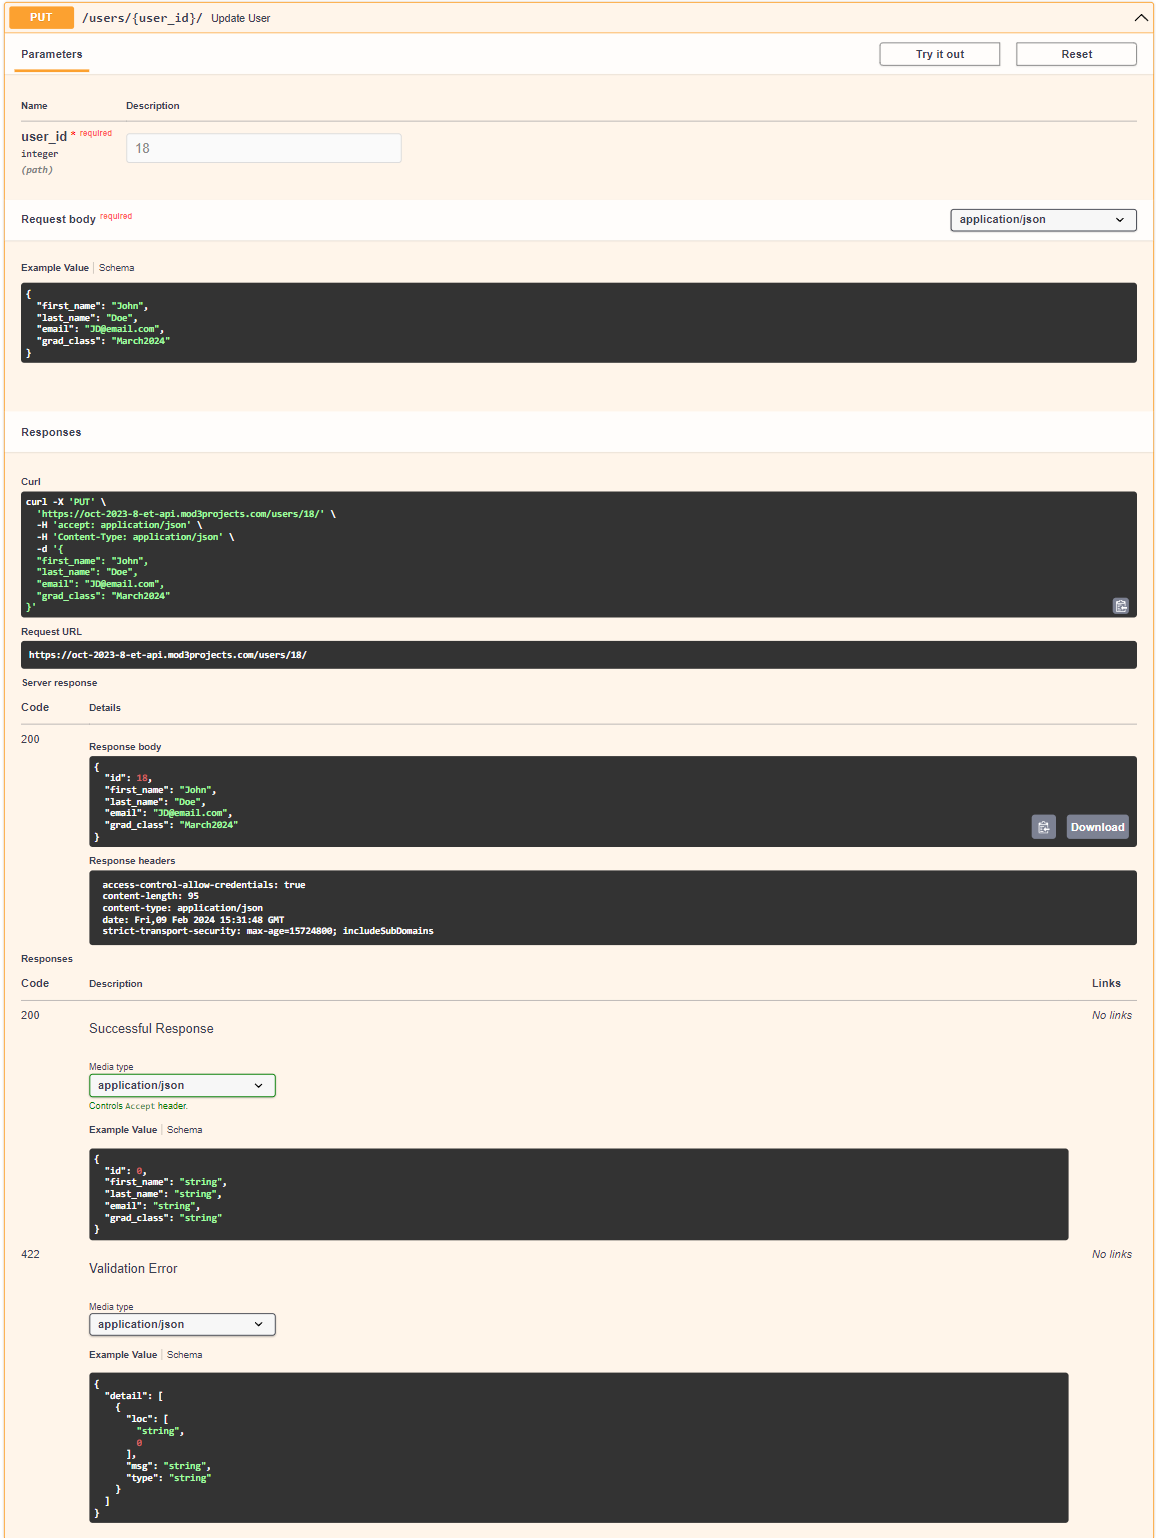 PUT /users/{user_id}/ Update User
Parameters
Try it out
Reset
Name Description
user_id * required
integer
(path)
18
Request body required
application/json
Example Value | Schema
{
  "first_name": "John",
  "last_name": "Doe",
  "email": "JD@email.com",
  "grad_class": "March2024"
}
Responses
Curl
curl -X 'PUT' \
  'https://oct-2023-8-et-api.mod3projects.com/users/18/' \
  -H 'accept: application/json' \
  -H 'Content-Type: application/json' \
  -d '{
  "first_name": "John",
  "last_name": "Doe",
  "email": "JD@email.com",
  "grad_class": "March2024"
}'
Request URL
https://oct-2023-8-et-api.mod3projects.com/users/18/
Server response
Code Details
200
Response body
{
  "id": 18,
  "first_name": "John",
  "last_name": "Doe",
  "email": "JD@email.com",
  "grad_class": "March2024"
}
Download
Response headers
access-control-allow-credentials: true
content-length: 95
content-type: application/json
date: Fri,09 Feb 2024 15:31:48 GMT
strict-transport-security: max-age=15724800; includeSubDomains
Responses
Code Description Links
200
Successful Response
No links
Media type
application/json
Controls Accept header.
Example Value | Schema
{
  "id": 0,
  "first_name": "string",
  "last_name": "string",
  "email": "string",
  "grad_class": "string"
}
422
Validation Error
No links
Media type
application/json
Example Value | Schema
{
  "detail": [
    {
      "loc": [
        "string",
        0
      ],
      "msg": "string",
      "type": "string"
    }
  ]
}